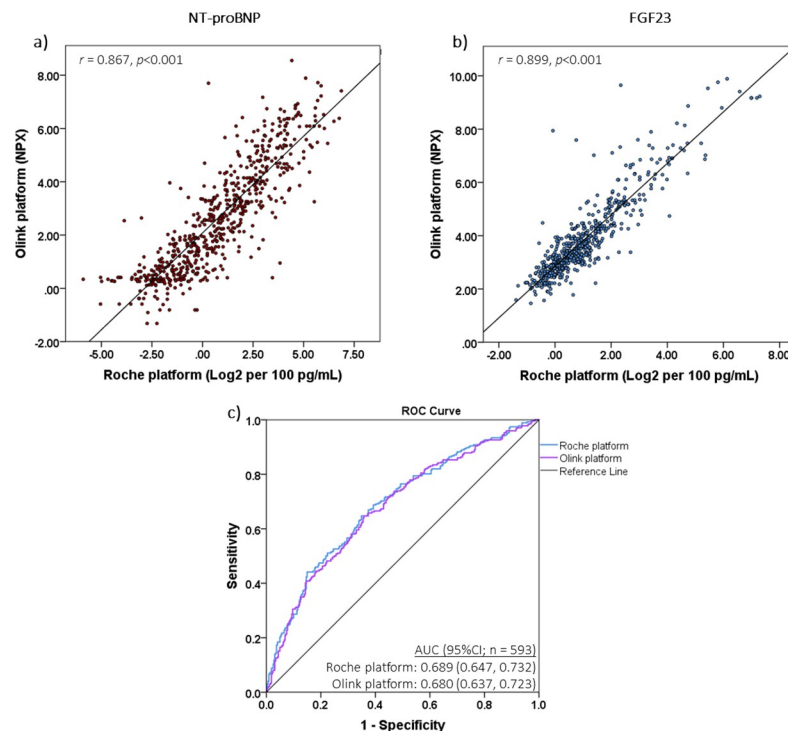 NT-proBNP
FGF23
a)
r = 0.867, p<0.001
8.00
6.00
4.00
2.00
.00
-2.00
Olink platform (NPX)
-5.00 -2.50 .00 2.50 5.00 7.50
Roche platform (Log2 per 100 pg/mL)
b)
r = 0.899, p<0.001
10.00
8.00
6.00
4.00
2.00
.00
Olink platform (NPX)
-2.00 .00 2.00 4.00 6.00 8.00
Roche platform (Log2 per 100 pg/mL)
c)
ROC Curve
1.0
0.8
0.6
0.4
0.2
0.0
Sensitivity
Roche platform
Olink platform
Reference Line
AUC (95%CI; n = 593)
Roche platform: 0.689 (0.647, 0.732)
Olink platform: 0.680 (0.637, 0.723)
0.0 0.2 0.4 0.6 0.8 1.0
1 - Specificity